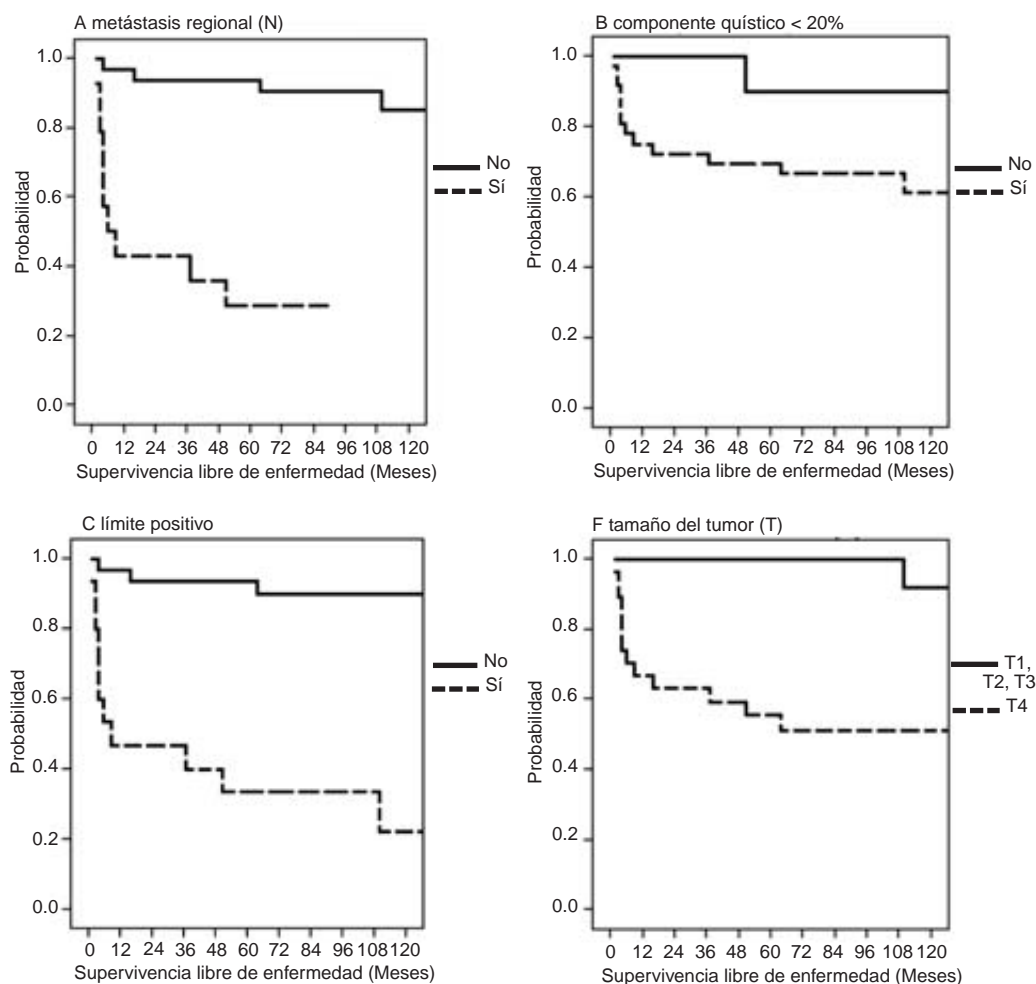 A metástasis regional (N)
1.0
0.8
0.6
0.4
0.2
0.0
Probabilidad
0 12 24 36 48 60 72 84 96 108 120
Supervivencia libre de enfermedad (Meses)
No
Sí
B componente quístico < 20%
1.0
0.8
0.6
0.4
0.2
0.0
Probabilidad
0 12 24 36 48 60 72 84 96 108 120
Supervivencia libre de enfermedad (Meses)
No
Sí
C límite positivo
1.0
0.8
0.6
0.4
0.2
0.0
Probabilidad
0 12 24 36 48 60 72 84 96 108 120
Supervivencia libre de enfermedad (Meses)
No
Sí
F tamaño del tumor (T)
1.0
0.8
0.6
0.4
0.2
0.0
Probabilidad
0 12 24 36 48 60 72 84 96 108 120
Supervivencia libre de enfermedad (Meses)
T1,
T2, T3
T4